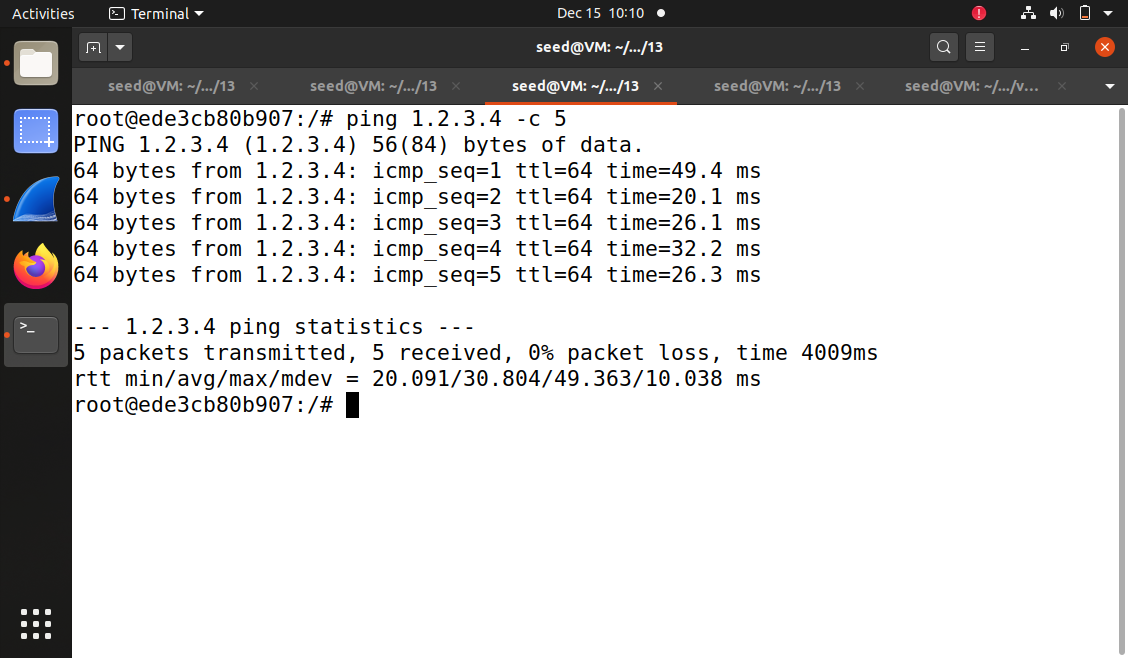 Activities
Terminal
Dec 15 10:10
seed@VM: ~/.../13
seed@VM: ~/.../13
seed@VM: ~/.../13
seed@VM: ~/.../13
seed@VM: ~/.../13
seed@VM: ~/.../v...
root@ede3cb80b907:/# ping 1.2.3.4 -c 5
PING 1.2.3.4 (1.2.3.4) 56(84) bytes of data.
64 bytes from 1.2.3.4: icmp_seq=1 ttl=64 time=49.4 ms
64 bytes from 1.2.3.4: icmp_seq=2 ttl=64 time=20.1 ms
64 bytes from 1.2.3.4: icmp_seq=3 ttl=64 time=26.1 ms
64 bytes from 1.2.3.4: icmp_seq=4 ttl=64 time=32.2 ms
64 bytes from 1.2.3.4: icmp_seq=5 ttl=64 time=26.3 ms
--- 1.2.3.4 ping statistics ---
5 packets transmitted, 5 received, 0% packet loss, time 4009ms
rtt min/avg/max/mdev = 20.091/30.804/49.363/10.038 ms
root@ede3cb80b907:/#